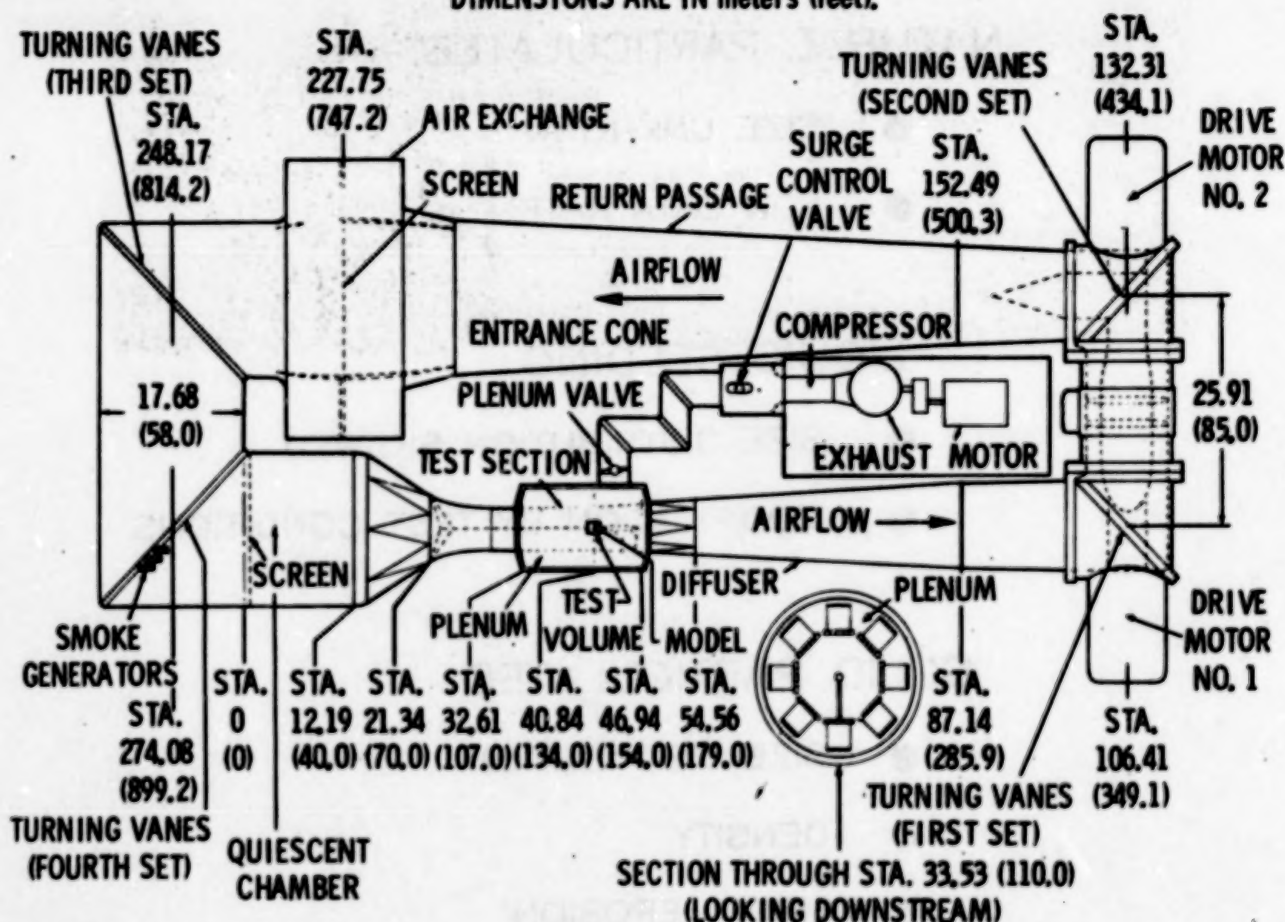 DIMENSIONS ARE IN meters (feet).
TURNING VANES
(THIRD SET)
STA.
248.17
(814.2)
STA.
227.75
(747.2)
AIR EXCHANGE
SCREEN
RETURN PASSAGE
AIRFLOW
ENTRANCE CONE
SURGE
CONTROL
VALVE
TURNING VANES
(SECOND SET)
STA.
152.49
(500.3)
STA.
132.31
(434.1)
DRIVE
MOTOR
NO. 2
COMPRESSOR
PLENUM VALVE
17.68
(58.0)
TEST SECTION
EXHAUST MOTOR
25.91
(85.0)
AIRFLOW
SCREEN
PLENUM
TEST
VOLUME
MODEL
DIFFUSER
PLENUM
SMOKE
GENERATORS
STA.
274.08
(899.2)
TURNING VANES
(FOURTH SET)
STA.
0
(0)
QUIESCENT
CHAMBER
STA.
12.19
(40.0)
STA.
21.34
(70.0)
STA.
32.61
(107.0)
STA.
40.84
(134.0)
STA.
46.94
(154.0)
STA.
54.56
(179.0)
STA.
87.14
(285.9)
TURNING VANES
(FIRST SET)
DRIVE
MOTOR
NO. 1
STA.
106.41
(349.1)
SECTION THROUGH STA. 33.53 (110.0)
(LOOKING DOWNSTREAM)